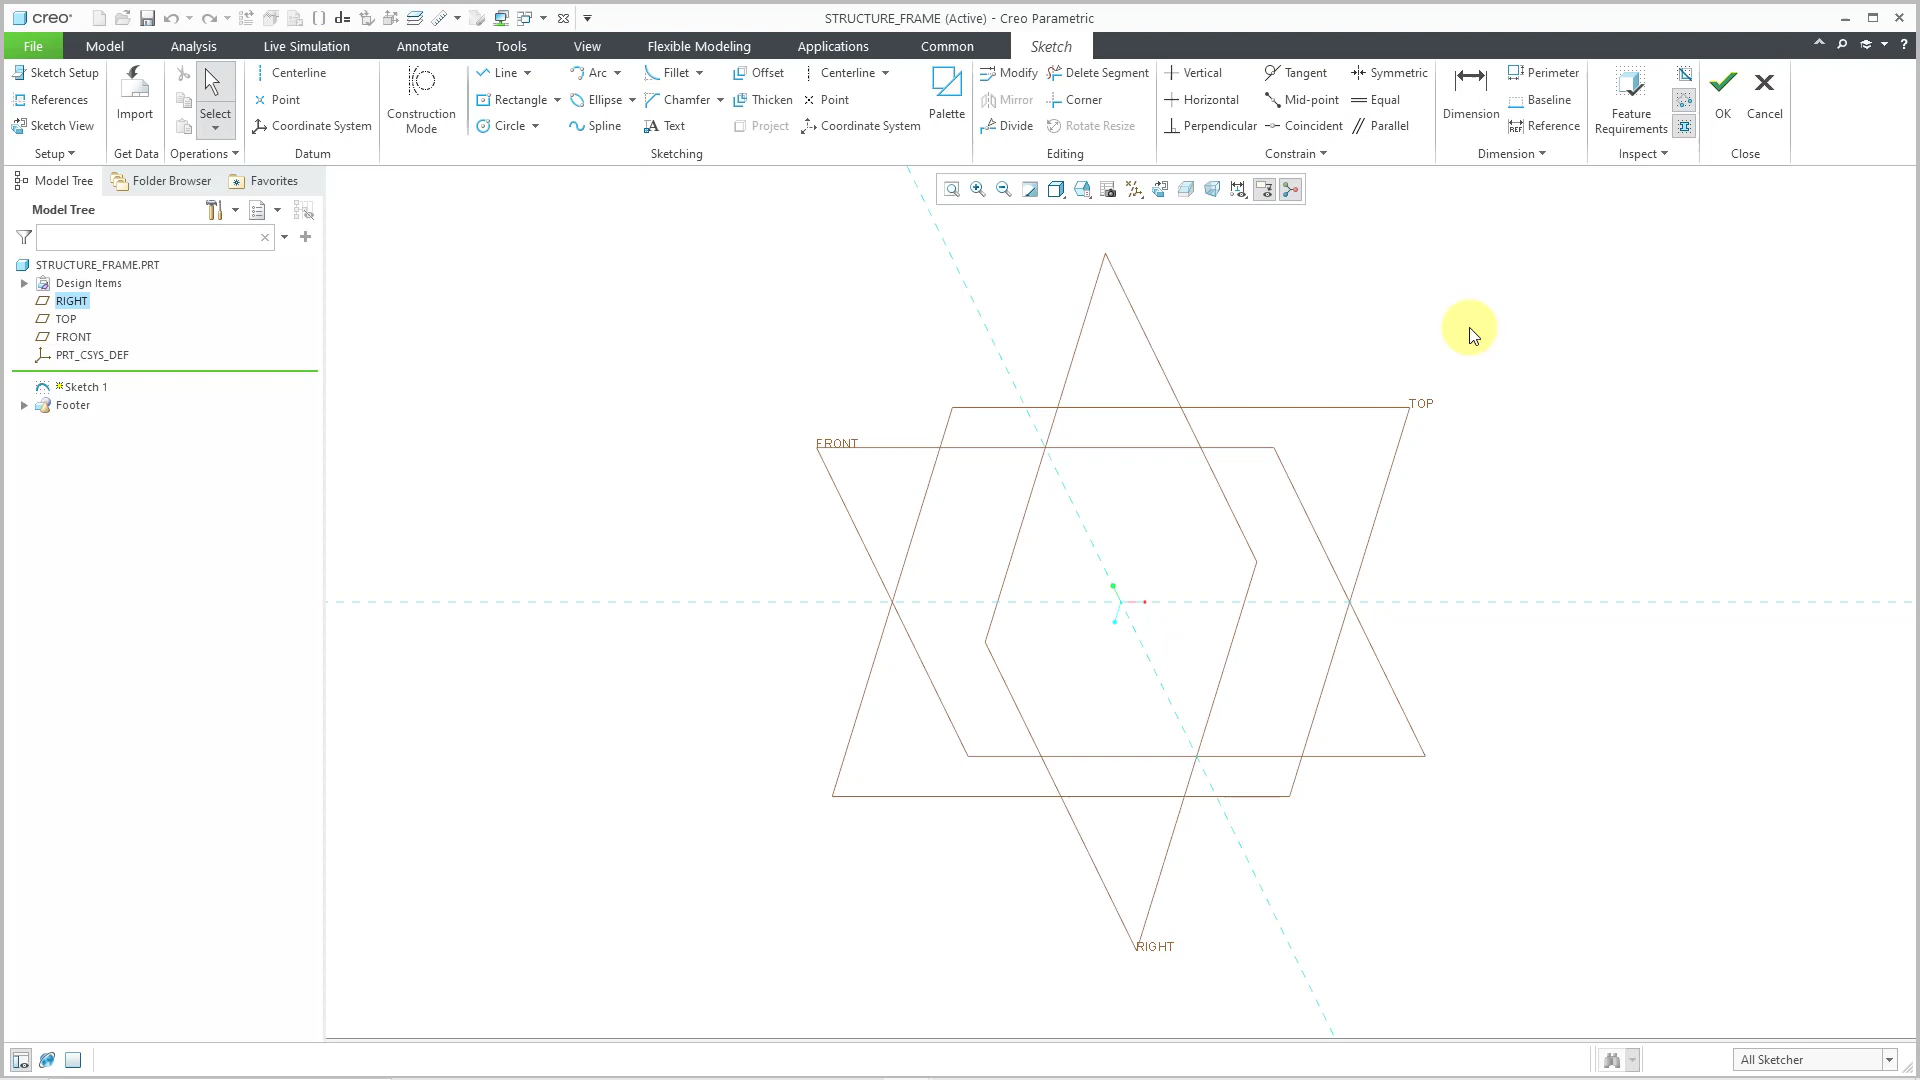 creo
STRUCTURE_FRAME (Active) - Creo Parametric
File Model Analysis Live Simulation Annotate Tools View Flexible Modeling Applications Common Sketch
Sketch Setup
References
Sketch View
Setup
Import
Get Data
Select
Operations
Centerline
Point
Coordinate System
Datum
Construction
Mode
Line Arc Fillet Offset Centerline
Rectangle Ellipse Chamfer Thicken Point
Circle Spline Text Project Coordinate System
Palette
Sketching
Modify Delete Segment
Mirror Corner
Divide Rotate Resize
Editing
Vertical Tangent Symmetric
Horizontal Mid-point Equal
Perpendicular Coincident Parallel
Constrain
Dimension
Perimeter
Baseline
Reference
Dimension
Feature
Requirements
Inspect
OK
Cancel
Close
Model Tree Folder Browser Favorites
Model Tree
STRUCTURE_FRAME.PRT
Design Items
RIGHT
TOP
FRONT
PRT_CSYS_DEF
Sketch 1
Footer
TOP
FRONT
RIGHT
All Sketcher